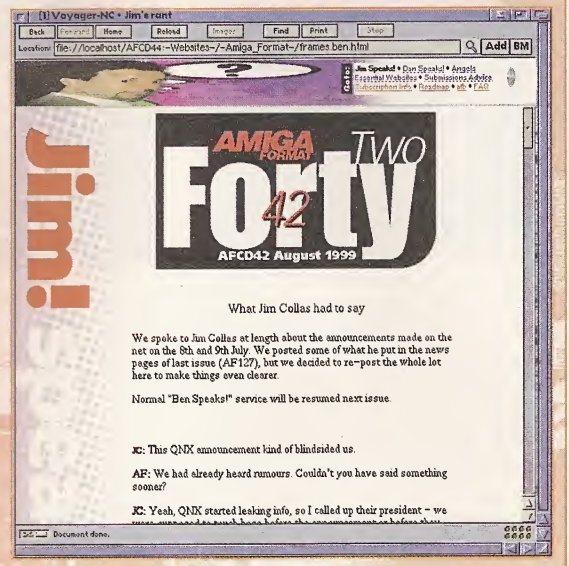 [1] Voyager-NC • Jim's rant
Back Forward Home Reload Images Find Print Stop
Location: file://localhost/AFCD44:-Websites-/-Amiga_Format-/frames.ben.html Add BM
Goto:
Jim Speaks! • Dan Speaks! • Angels
Essential Websites • Submissions Advice
Subscription Info • Readmap • afb • FAQ
?
Jim!
AMIGA
FORMAT
TWO
Forty
42
AFCD42 August 1999
What Jim Collas had to say
We spoke to Jim Collas at length about the announcements made on the
net on the 8th and 9th July. We posted some of what he put in the news
pages of last issue (AF127), but we decided to re-post the whole lot
here to make things even clearer.
Normal "Ben Speaks!" service will be resumed next issue.
JC: This QNX announcement kind of blindsided us.
AF: We had already heard rumours. Couldn't you have said something
sooner?
JC: Yeah, QNX started leaking info, so I called up their president - we
Document done.